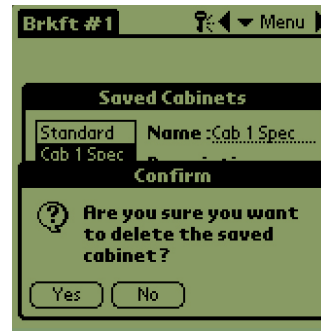 Brkft #1 Menu
Saved Cabinets
Standard Name : Cab 1 Spec
Cab 1 Spec
Confirm
Are you sure you want
to delete the saved
cabinet?
Yes No